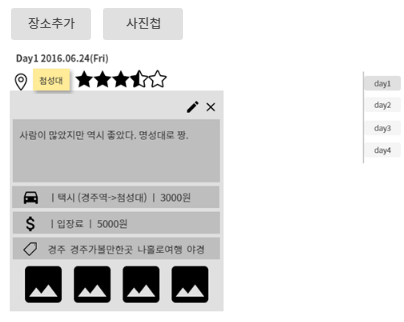 장소추가 사진첩
Day1 2016.06.24(Fri)
첨성대
사람이 많았지만 역시 좋았다. 명성대로 짱.
| 택시 (경주역->첨성대) | 3000원
$ | 입장료 | 5000원
경주 경주가볼만한곳 나홀로여행 야경
day1
day2
day3
day4